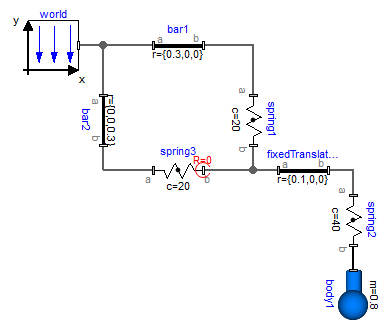 world
y
x
bar1
a b
r={0.3,0,0}
a
b
r={0,0,0.3}
bar2
a
b
c=20
spring1
spring3
R=0
a b
c=20
fixedTranslat...
a b
r={0.1,0,0}
a
b
c=40
spring2
body1
m=0.8